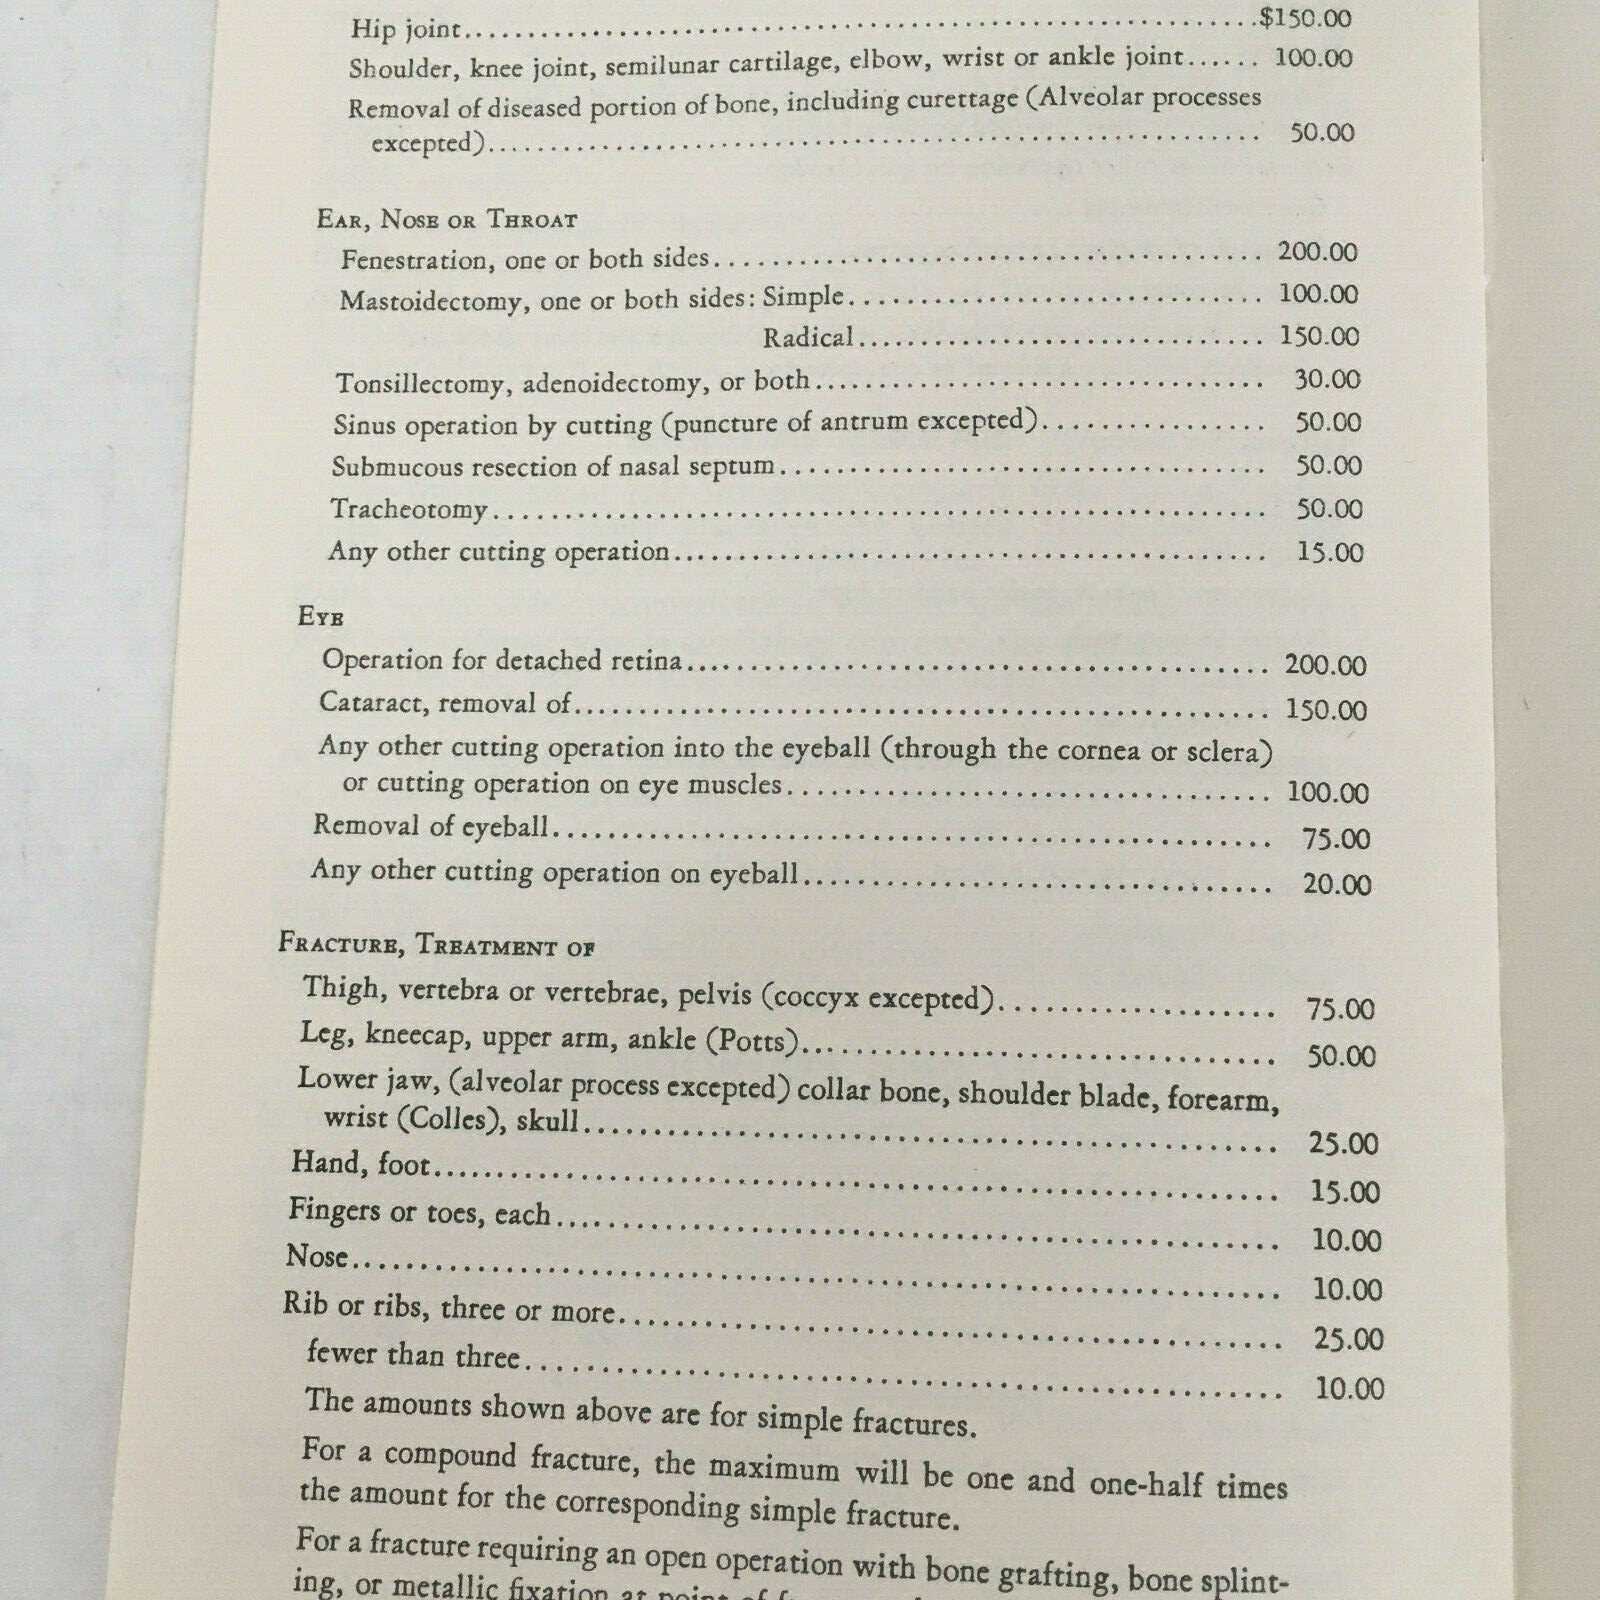 Hip joint................................................................$150.00
Shoulder, knee joint, semilunar cartilage, elbow, wrist or ankle joint...... 100.00
Removal of diseased portion of bone, including curettage (Alveolar processes
excepted)................................................................ 50.00
EAR, NOSE OR THROAT
Fenestration, one or both sides............................................. 200.00
Mastoidectomy, one or both sides: Simple.................................. 100.00
Radical................................. 150.00
Tonsillectomy, adenoidectomy, or both..................................... 30.00
Sinus operation by cutting (puncture of antrum excepted).................. 50.00
Submucous resection of nasal septum........................................ 50.00
Tracheotomy................................................................ 50.00
Any other cutting operation................................................. 15.00
EYE
Operation for detached retina............................................... 200.00
Cataract, removal of......................................................... 150.00
Any other cutting operation into the eyeball (through the cornea or sclera)
or cutting operation on eye muscles........................................ 100.00
Removal of eyeball........................................................... 75.00
Any other cutting operation on eyeball...................................... 20.00
FRACTURE, TREATMENT OF
Thigh, vertebra or vertebrae, pelvis (coccyx excepted)....................... 75.00
Leg, kneecap, upper arm, ankle (Potts)....................................... 50.00
Lower jaw, (alveolar process excepted) collar bone, shoulder blade, forearm,
wrist (Colles), skull........................................................ 25.00
Hand, foot................................................................... 15.00
Fingers or toes, each........................................................ 10.00
Nose......................................................................... 10.00
Rib or ribs, three or more................................................... 25.00
fewer than three............................................................. 10.00
The amounts shown above are for simple fractures.
For a compound fracture, the maximum will be one and one-half times
the amount for the corresponding simple fracture.
For a fracture requiring an open operation with bone grafting, bone splint-
ing, or metallic fixation at point of